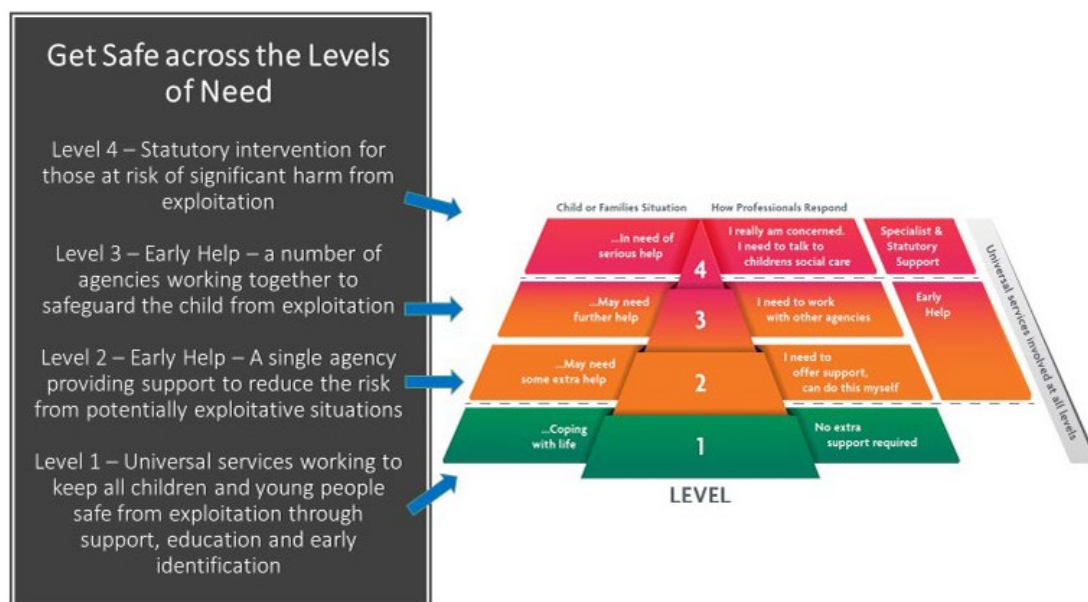 Get Safe across the Levels
of Need
Level 4 – Statutory intervention for
those at risk of significant harm from
exploitation
Level 3 – Early Help – a number of
agencies working together to
safeguard the child from exploitation
Level 2 – Early Help – A single agency
providing support to reduce the risk
from potentially exploitative situations
Level 1 – Universal services working to
keep all children and young people
safe from exploitation through
support, education and early
identification
Child or Families Situation
How Professionals Respond
...In need of
serious help
4
I really am concerned.
I need to talk to
childrens social care
Specialist &
Statutory
Support
...May need
further help
3
I need to work
with other agencies
Early
Help
...May need
some extra help
2
I need to
offer support,
can do this myself
...Coping
with life
1
No extra
support required
LEVEL
Universal services involved at all levels